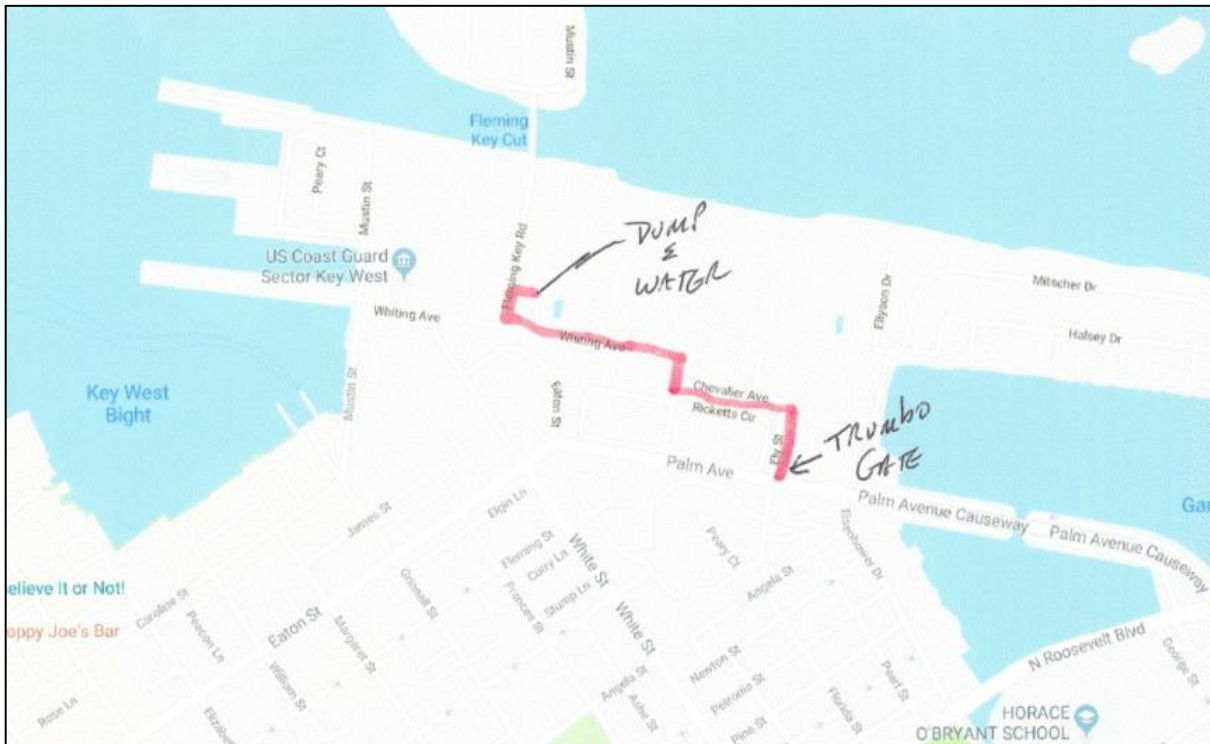 Mustin St
Fleming
Key Cut
Peary Ct
Mustin St
Fleming Key Rd
US Coast Guard
Sector Key West
DUMP
&
WATER
Ellyson Dr
Mitscher Dr
Halsey Dr
Whiting Ave
Whiting Ave
Key West
Bight
Mustin St
Eaton St
Chevalier Ave
Ricketts Cir
Ely St
TRUMBO
GATE
Palm Ave
Palm Avenue Causeway
Palm Avenue Causeway
Gar
Elgin Ln
James St
White St
White St
Fleming St
Curry Ln
Stump Ln
Frances St
Grinnell St
Peary Ct
Eisenhower Dr
Angela St
elieve It or Not!
oppy Joe's Bar
Caroline St
Peacon Ln
Eaton St
Margaret St
William St
Rose Ln
Elizabe
Angela St
Ashe St
Newton St
Petronia St
Pine St
Florida St
Pearl St
N Roosevelt Blvd
George St
HORACE
O'BRYANT SCHOOL